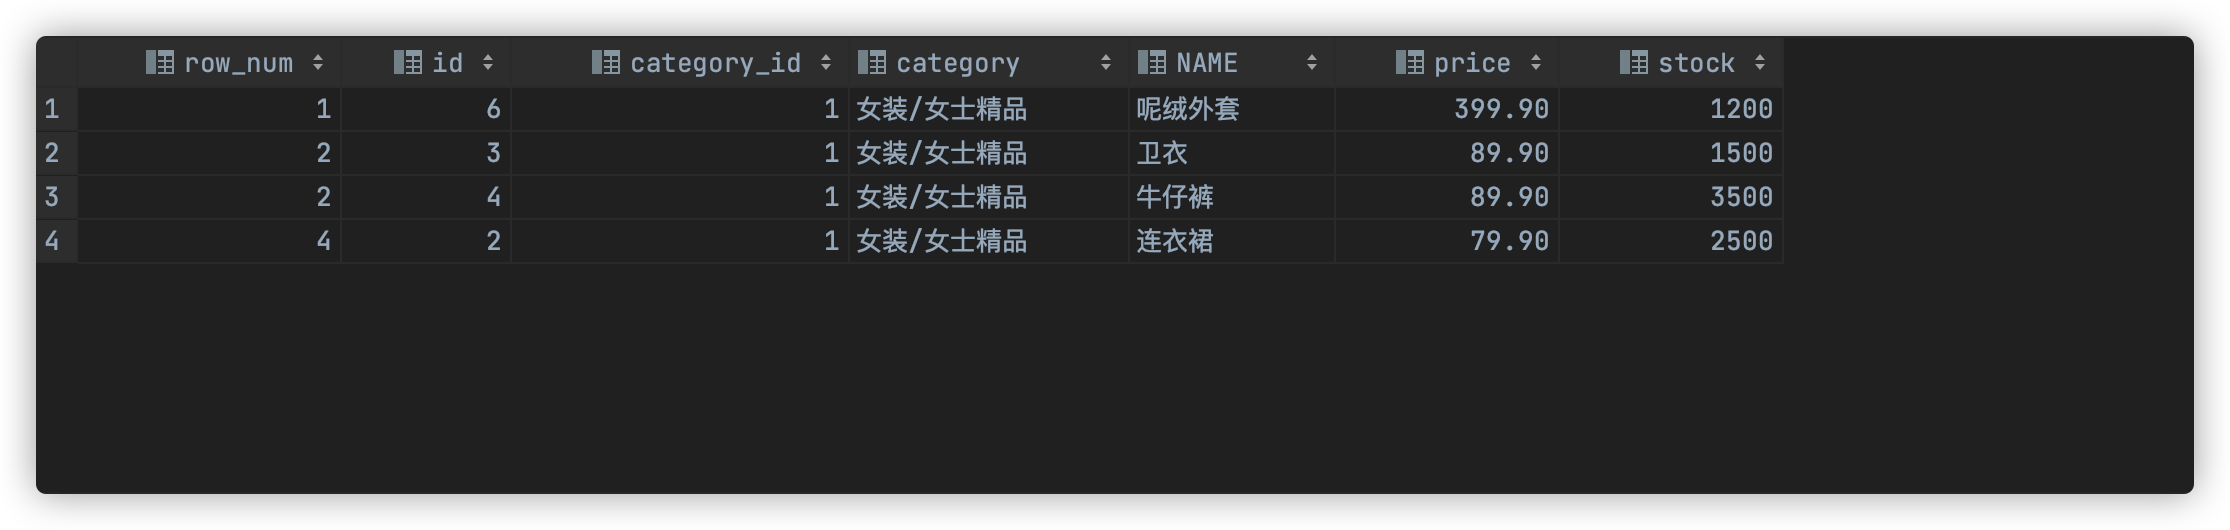 row_num id category_id category NAME price stock
1 1 6 1 女装/女士精品 呢绒外套 399.90 1200
2 2 3 1 女装/女士精品 卫衣 89.90 1500
3 2 4 1 女装/女士精品 牛仔裤 89.90 3500
4 4 2 1 女装/女士精品 连衣裙 79.90 2500